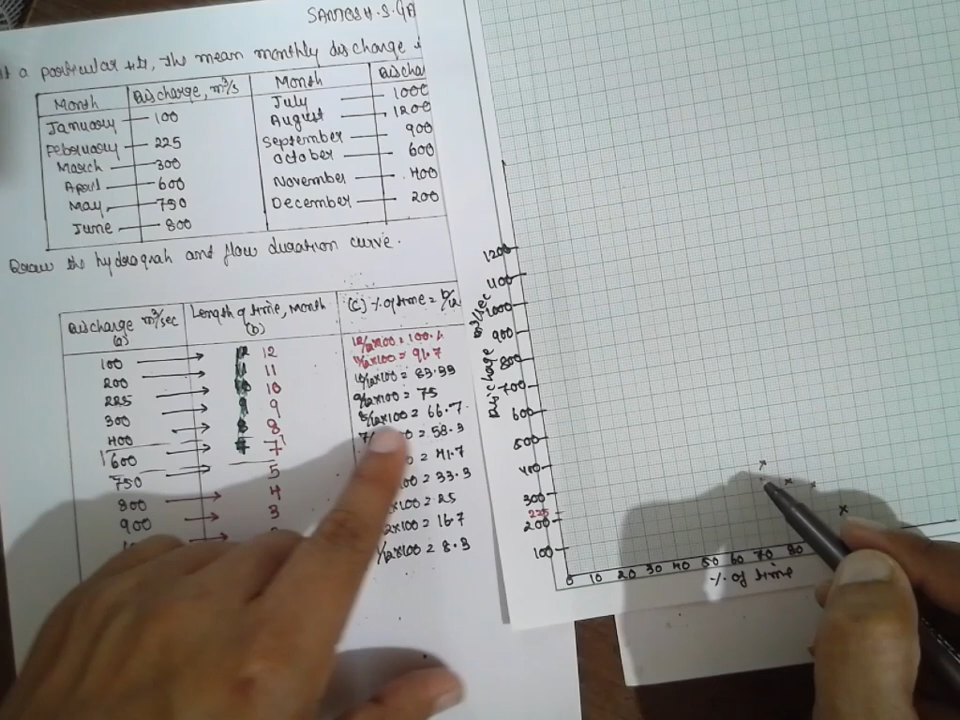 SANTOSH.S.
a particular the mean monthly discharge
Month Discharge, m³/s Month Discha
January 100 July 1000
February 225 August 1200
March 300 September 900
April 600 October 600
May 750 November 400
June 800 December 200
Draw the hydrograh and flow duration curve.
Discharge m³/sec (a) Length of time, month (b) (c) % of time =
100 12 12/12x100 = 100%
200 11 11/12x100 = 91.7
225 10 10/12x100 = 83.33
300 9 9/12x100 = 75
400 8 8/12x100 = 66.7
600 7 = 58.3
750 5 = 41.7
800 4 = 33.3
900 3 x100 = 25
x100 = 16.7
1/12x100 = 8.3
Discharge m³/sec
1200
1100
1000
900
800
700
600
500
400
300
225
200
100
0 10 20 30 40 50 60 70 80
% of time